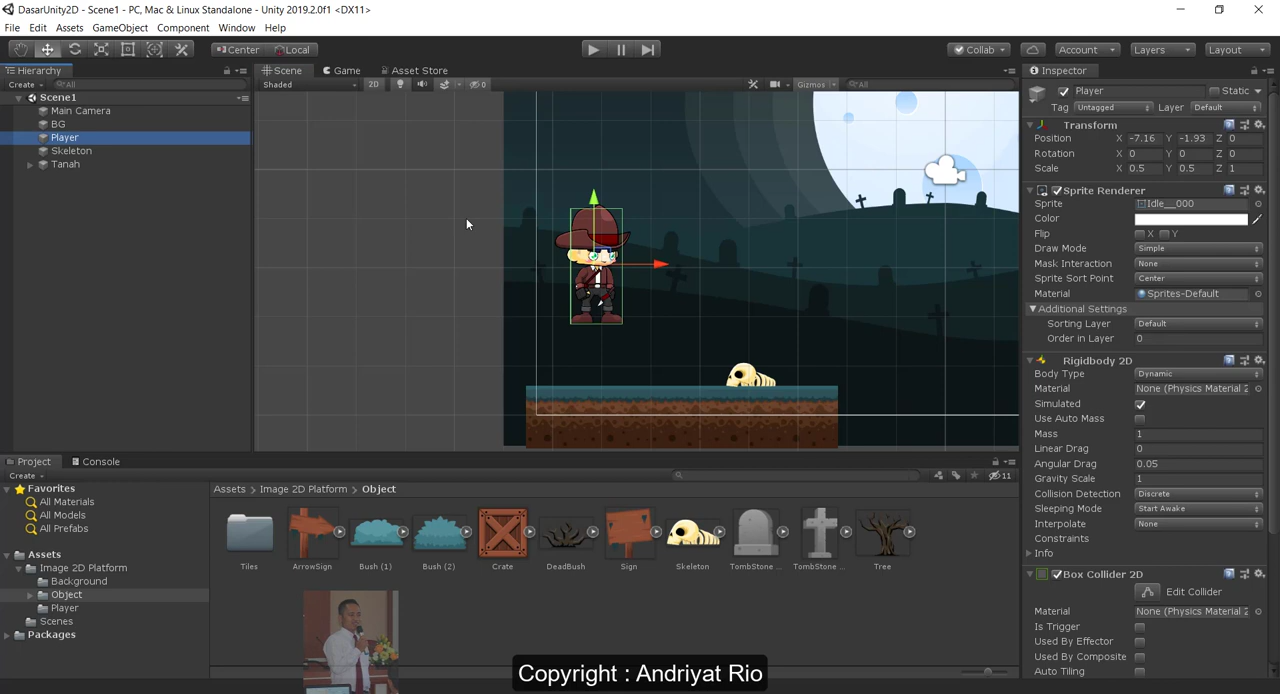 DasarUnity2D - Scene1 - PC, Mac & Linux Standalone - Unity 2019.2.0f1 <DX11>
File Edit Assets GameObject Component Window Help
Center Local
Collab Account Layers Layout
Hierarchy
Create All
Scene1
Main Camera
BG
Player
Skeleton
Tanah
Scene Game Asset Store
Shaded 2D 0 Gizmos All
Inspector
Player Static
Tag Untagged Layer Default
Transform
Position X -7.16 Y -1.93 Z 0
Rotation X 0 Y 0 Z 0
Scale X 0.5 Y 0.5 Z 1
Sprite Renderer
Sprite Idle__000
Color
Flip X Y
Draw Mode Simple
Mask Interaction None
Sprite Sort Point Center
Material Sprites-Default
Additional Settings
Sorting Layer Default
Order in Layer 0
Rigidbody 2D
Body Type Dynamic
Material None (Physics Material 2
Simulated
Use Auto Mass
Mass 1
Linear Drag 0
Angular Drag 0.05
Gravity Scale 1
Collision Detection Discrete
Sleeping Mode Start Awake
Interpolate None
Constraints
Info
Box Collider 2D
Edit Collider
Material None (Physics Material 2
Is Trigger
Used By Effector
Used By Composite
Auto Tiling
Project Console
Create 11
Favorites
All Materials
All Models
All Prefabs
Assets
Image 2D Platform
Background
Object
Player
Scenes
Packages
Assets > Image 2D Platform > Object
Tiles ArrowSign Bush (1) Bush (2) Crate DeadBush Sign Skeleton TombStone ... TombStone ... Tree
Copyright : Andriyat Rio